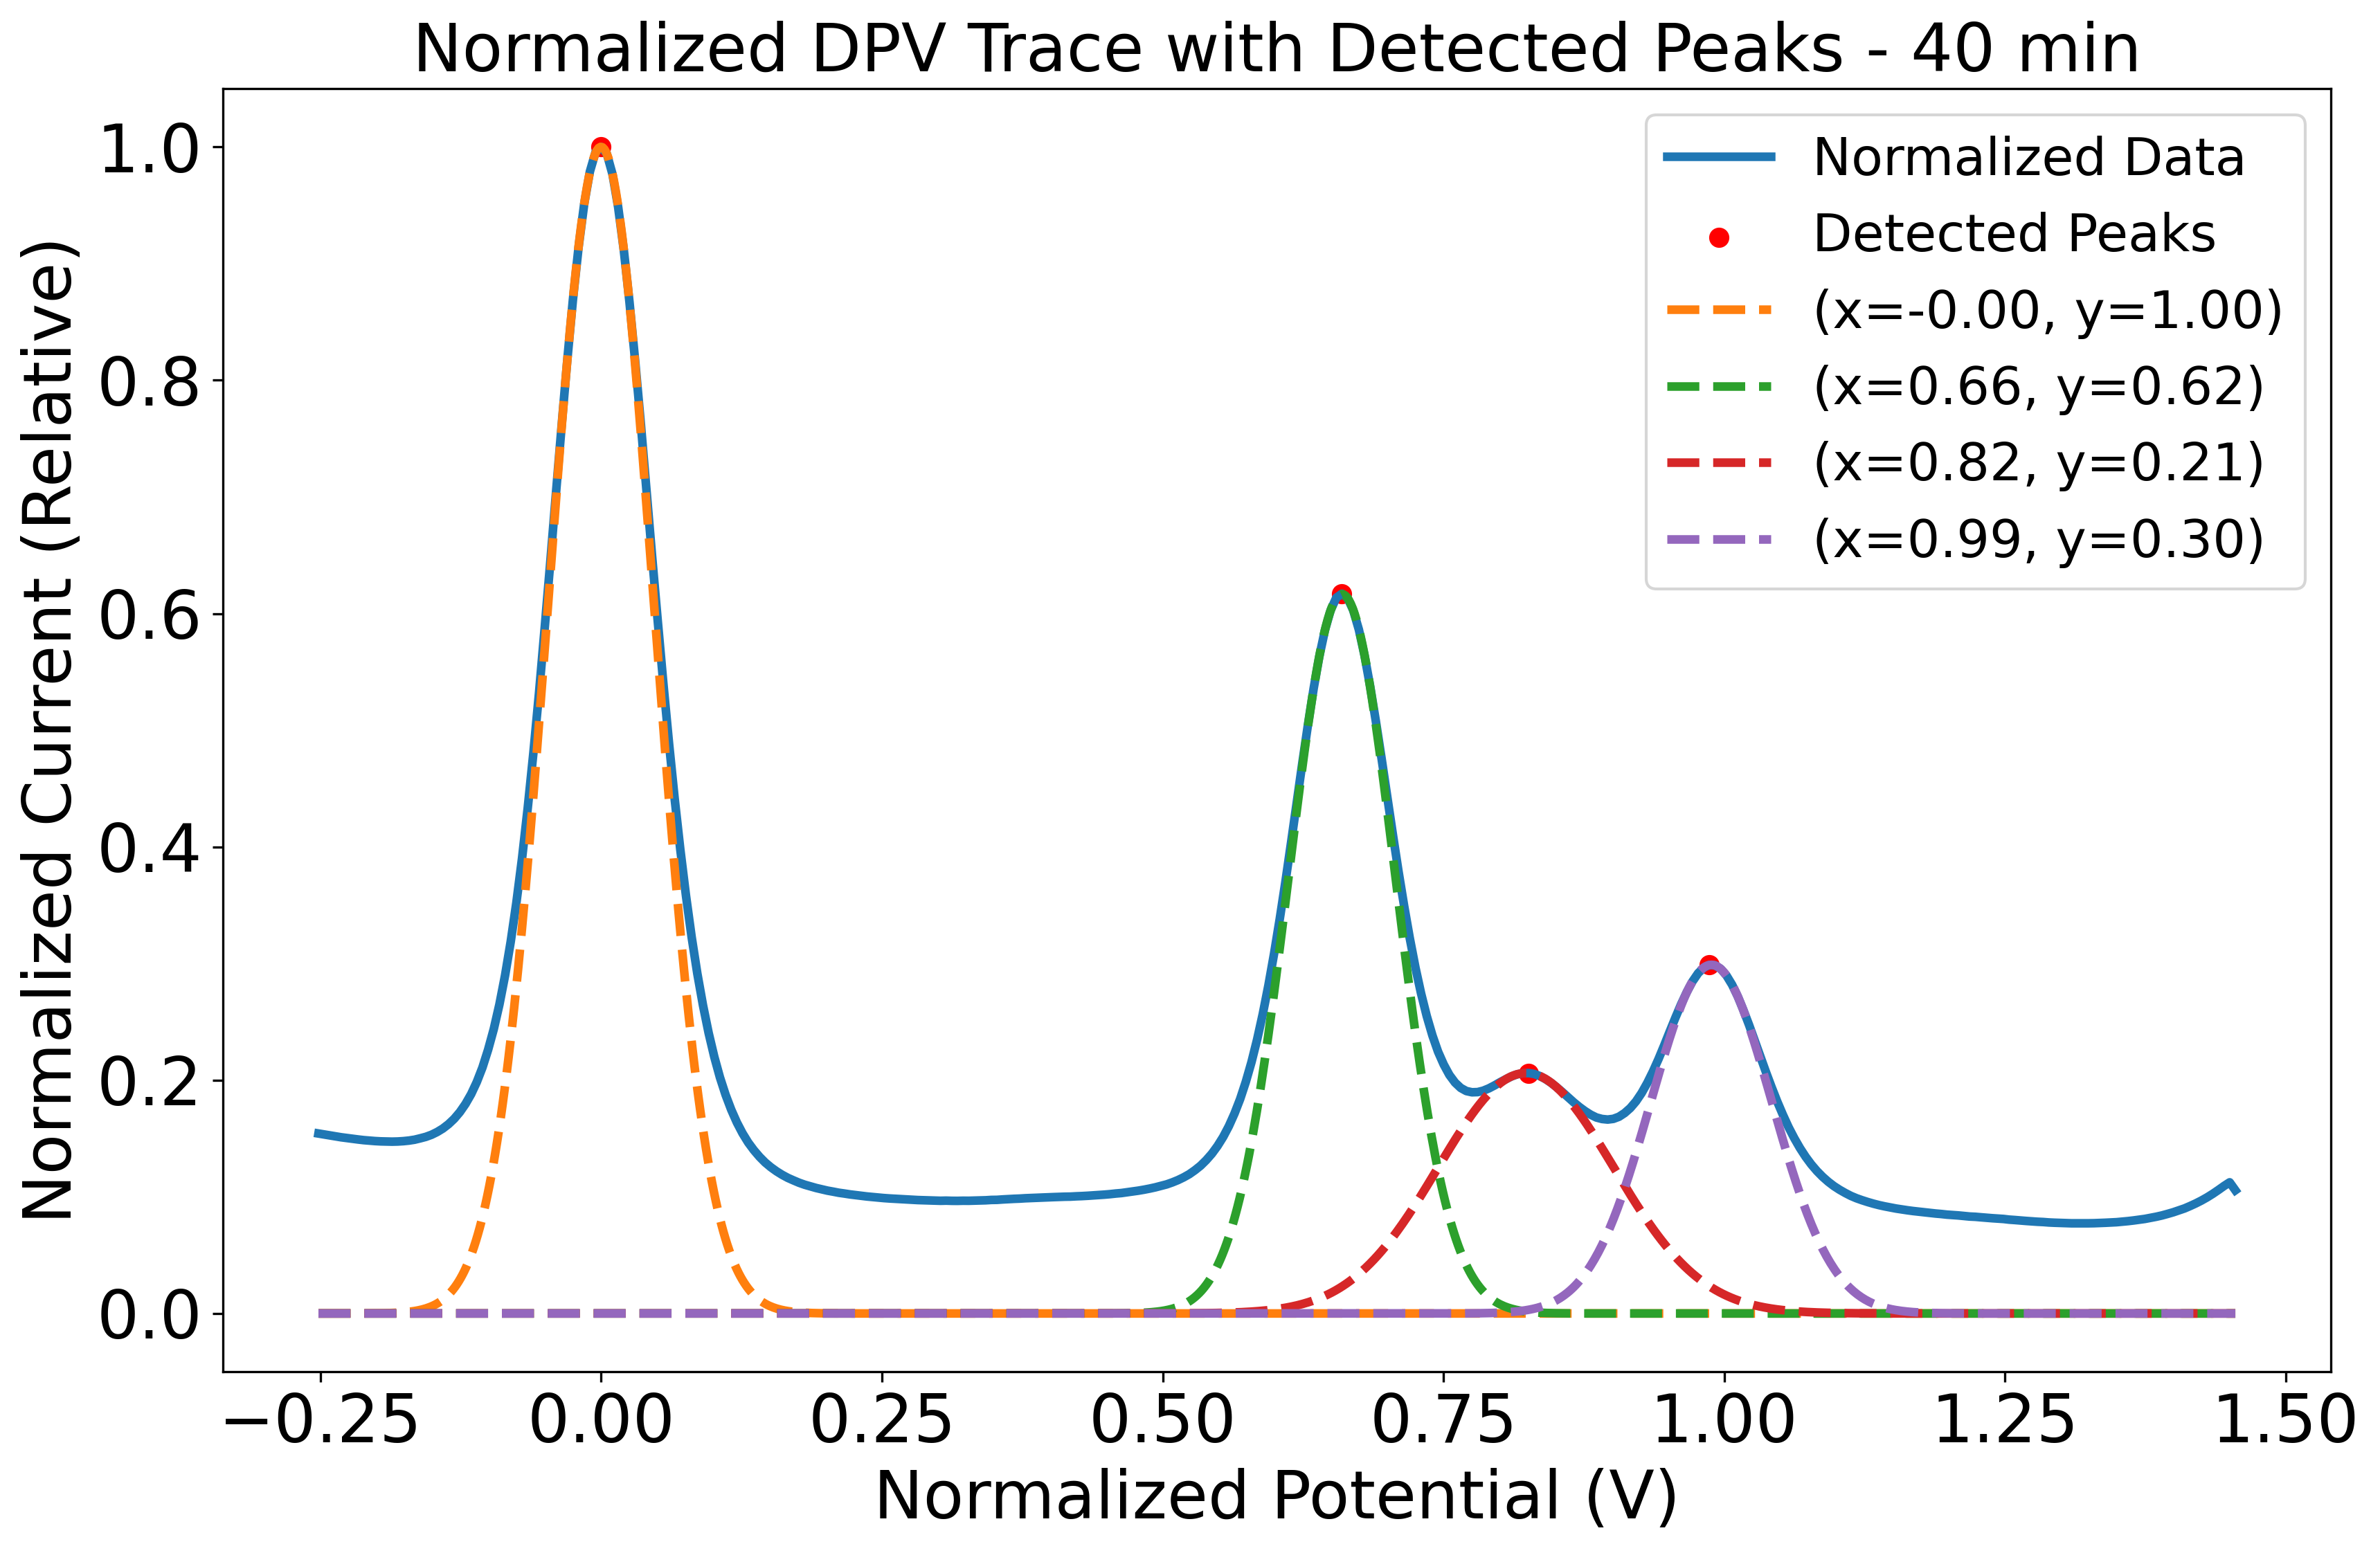 Normalized DPV Trace with Detected Peaks - 40 min
Normalized Current (Relative)
1.0
0.8
0.6
0.4
0.2
0.0
Normalized Data
Detected Peaks
(x=-0.00, y=1.00)
(x=0.66, y=0.62)
(x=0.82, y=0.21)
(x=0.99, y=0.30)
−0.25 0.00 0.25 0.50 0.75 1.00 1.25 1.50
Normalized Potential (V)